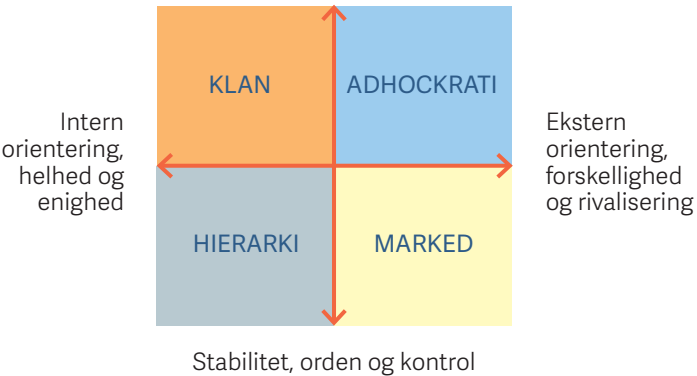 KLAN
ADHOCKRATI
Intern
orientering,
helhed og
enighed
Ekstern
orientering,
forskellighed
og rivalisering
HIERARKI
MARKED
Stabilitet, orden og kontrol